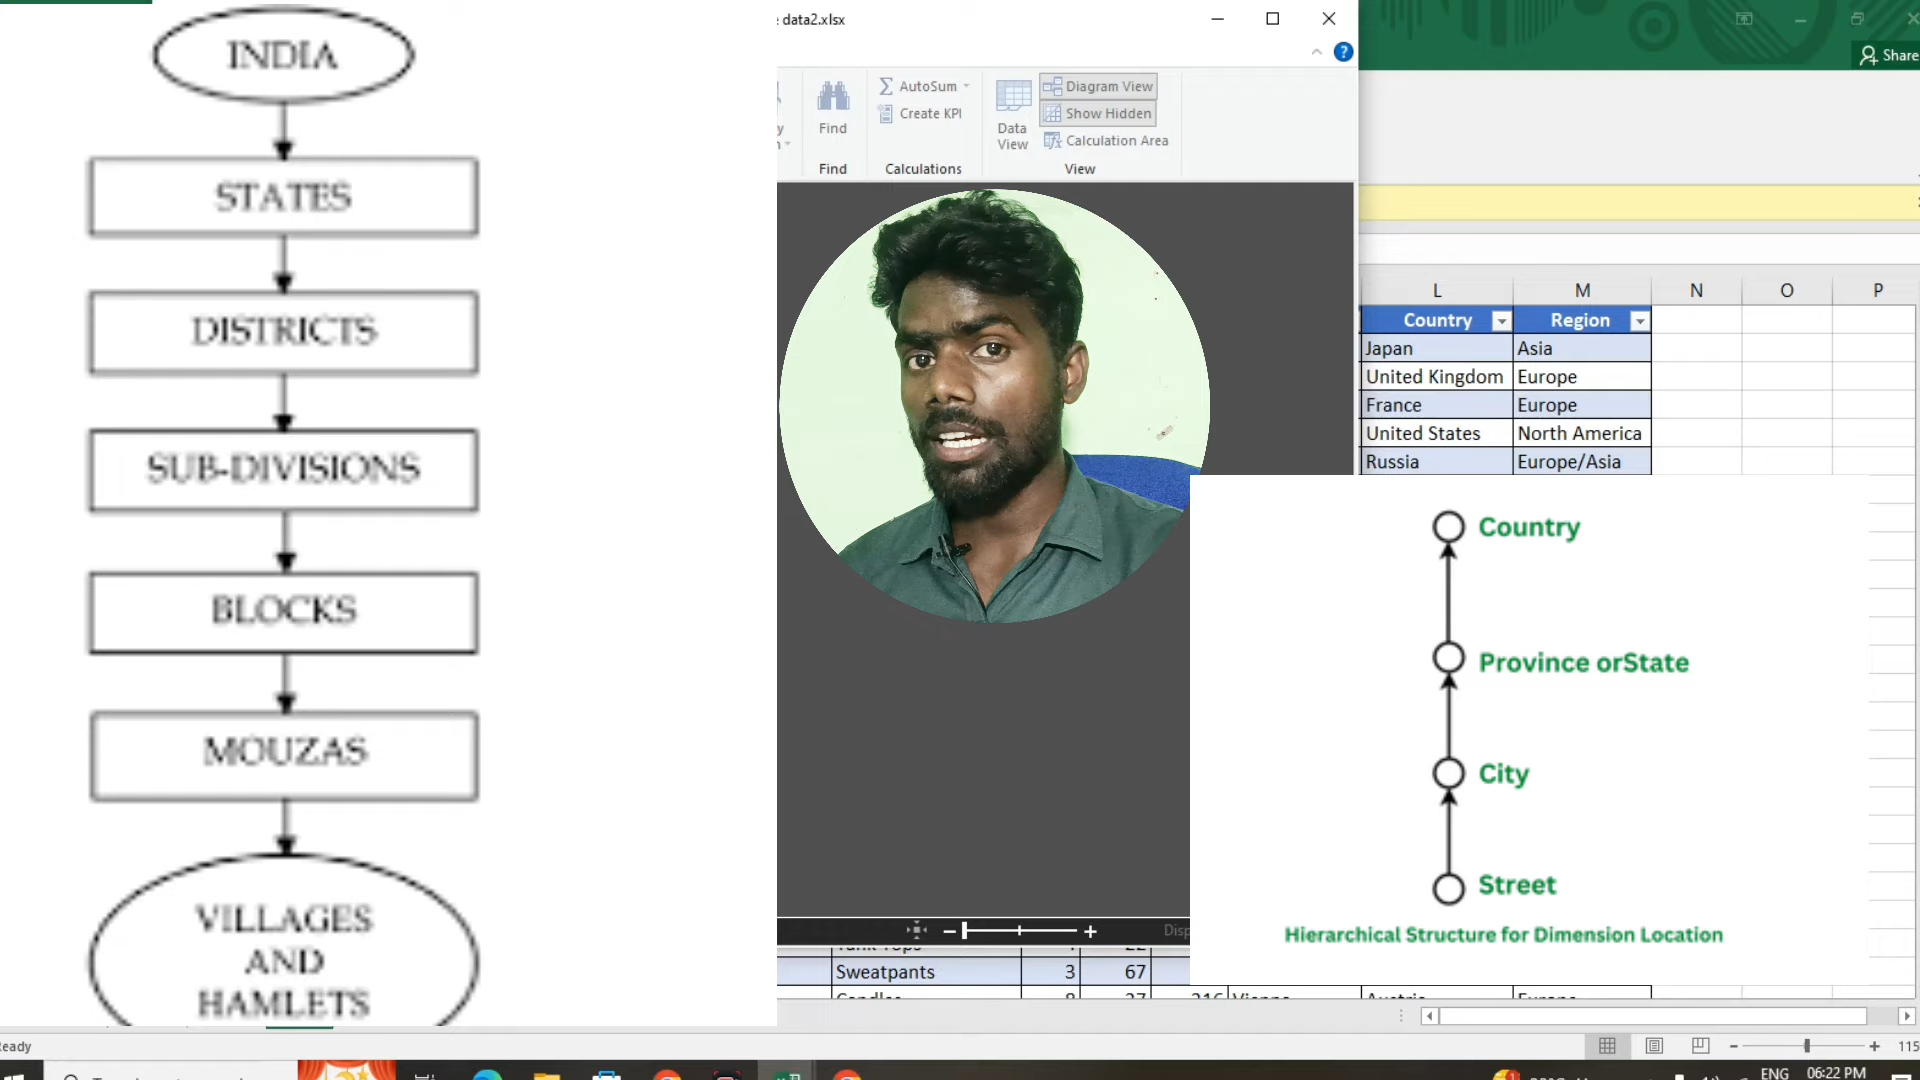 INDIA
STATES
DISTRICTS
SUB-DIVISIONS
BLOCKS
MOUZAS
VILLAGES
AND
HAMLETS
data2.xlsx
Find
Find
AutoSum
Create KPI
Calculations
Data
View
Diagram View
Show Hidden
Calculation Area
View
Share
L M N O P
Country Region
Japan Asia
United Kingdom Europe
France Europe
United States North America
Russia Europe/Asia
Country
Province orState
City
Street
Hierarchical Structure for Dimension Location
Sweatpants 3 67
ENG 06:22 PM